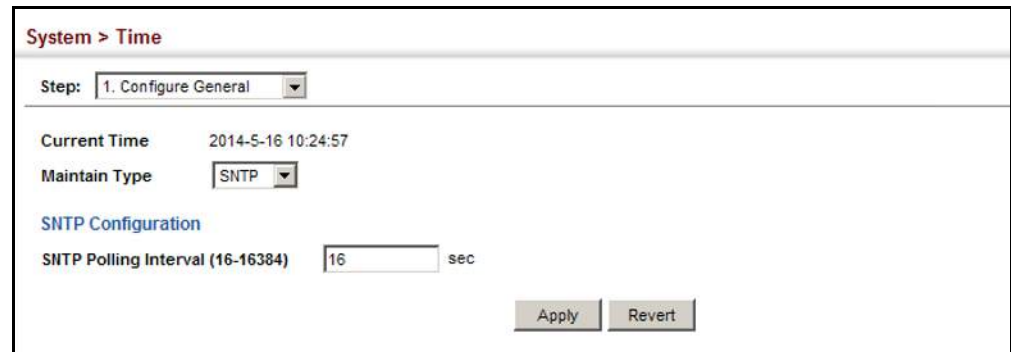 System > Time
Step: 1. Configure General
Current Time 2014-5-16 10:24:57
Maintain Type SNTP
SNTP Configuration
SNTP Polling Interval (16-16384) 16 sec
Apply Revert